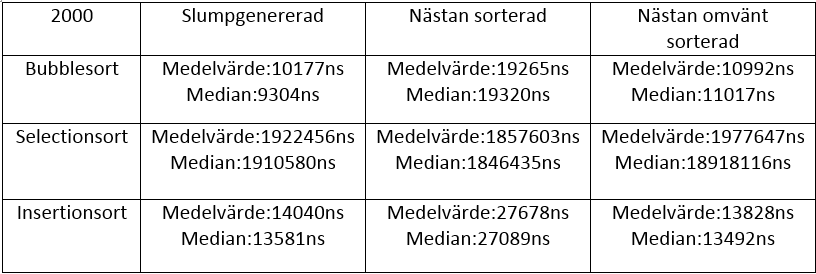 2000 Slumpgenererad Nästan sorterad Nästan omvänt
sorterad
Bubblesort Medelvärde:10177ns Medelvärde:19265ns Medelvärde:10992ns
Median:9304ns Median:19320ns Median:11017ns
Selectionsort Medelvärde:1922456ns Medelvärde:1857603ns Medelvärde:1977647ns
Median:1910580ns Median:1846435ns Median:18918116ns
Insertionsort Medelvärde:14040ns Medelvärde:27678ns Medelvärde:13828ns
Median:13581ns Median:27089ns Median:13492ns